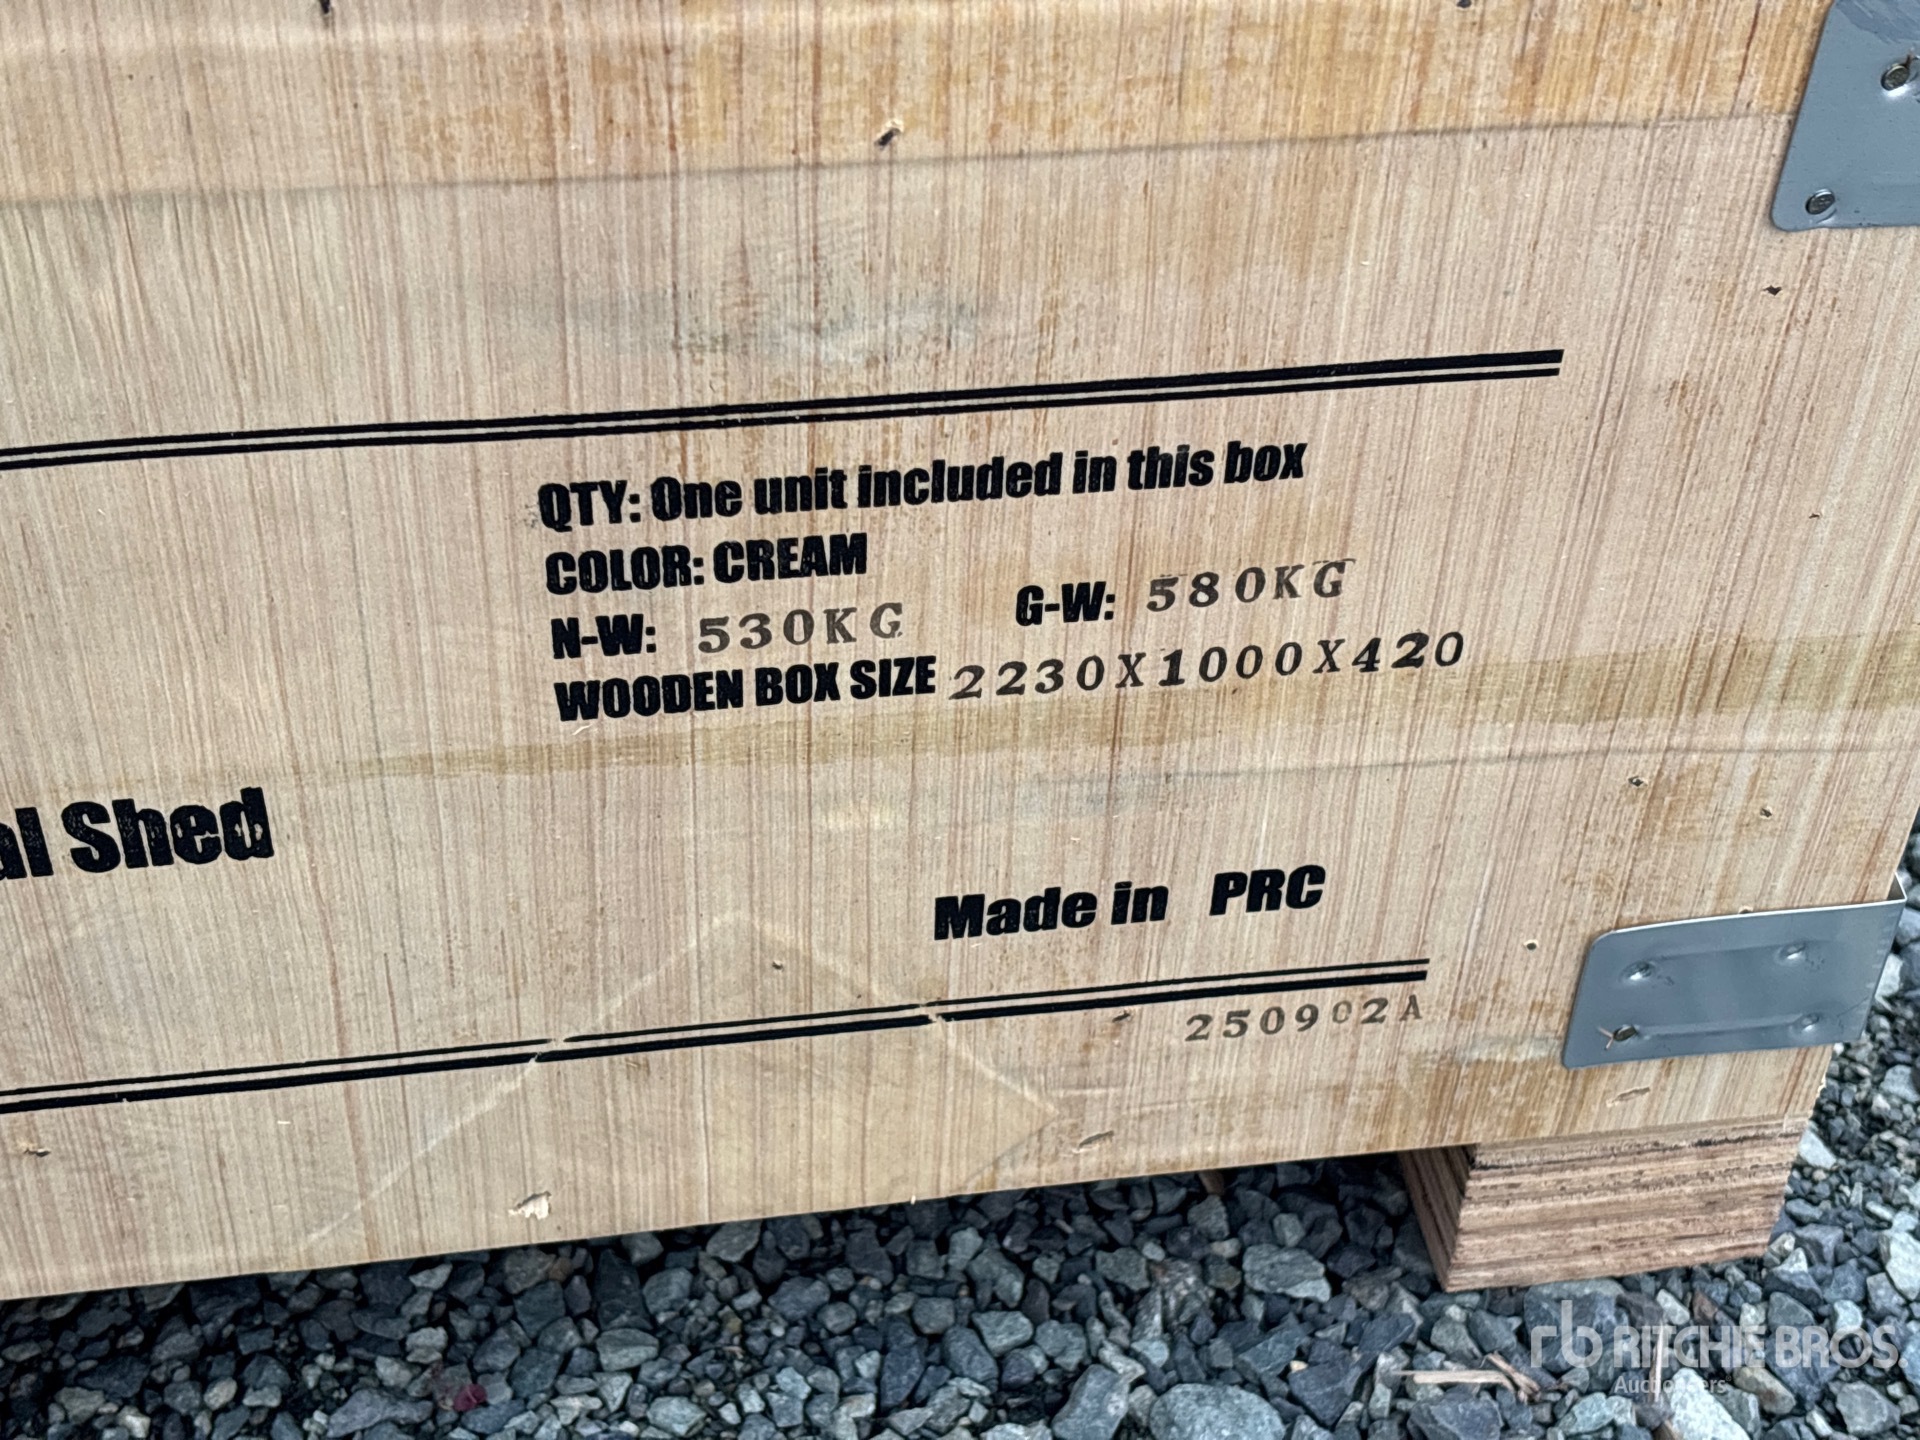 QTY: One unit included in this box
COLOR: CREAM
N-W: 530KG G-W: 580KG
WOODEN BOX SIZE 2230X1000X420
al Shed
Made in PRC
250902A
rb RITCHIE BROS.
Auctioneers